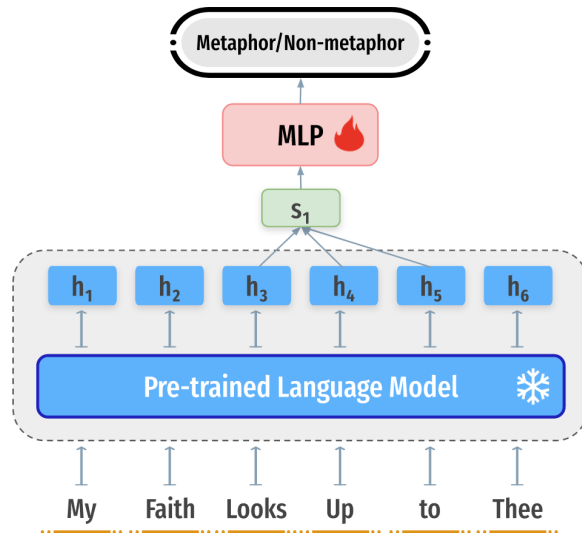 Metaphor/Non-metaphor
MLP
s₁
h₁ h₂ h₃ h₄ h₅ h₆
Pre-trained Language Model
My Faith Looks Up to Thee